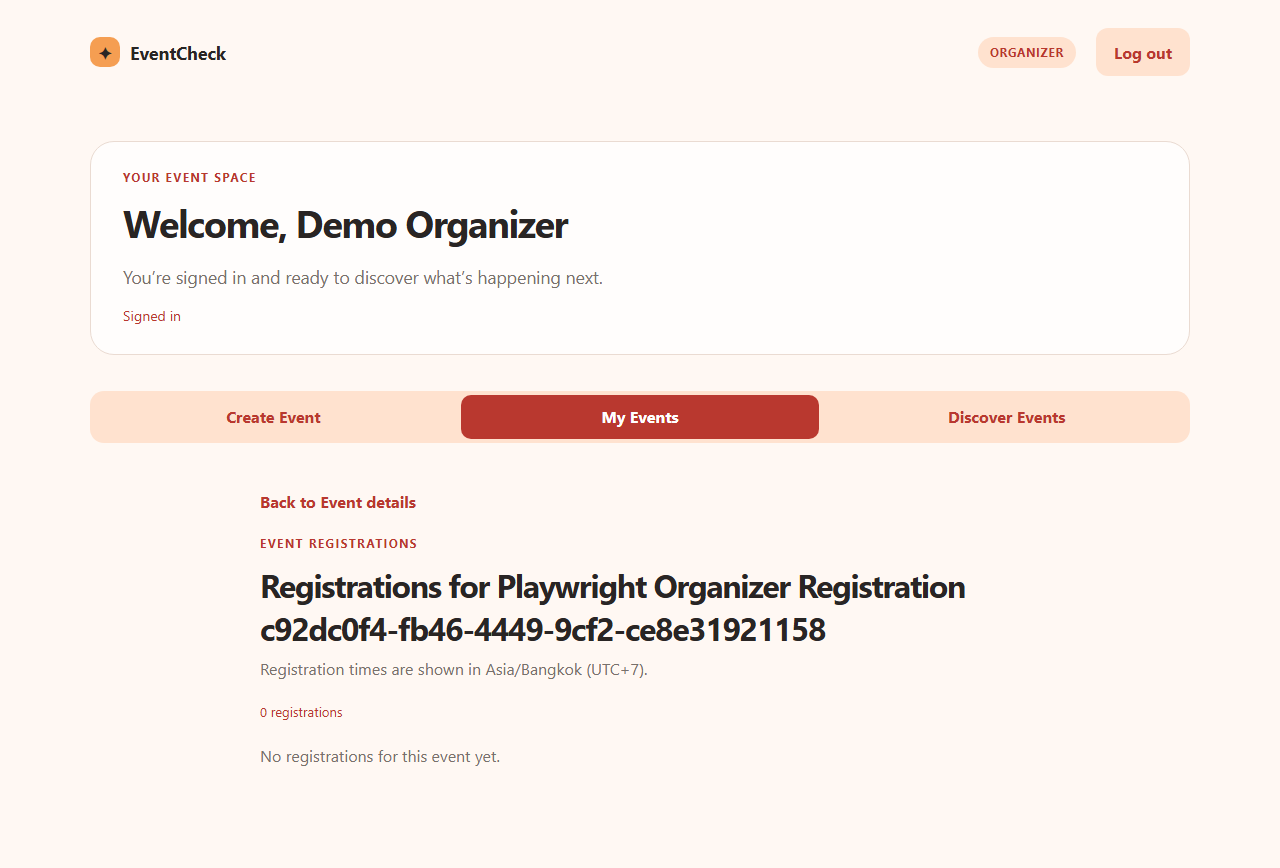 EventCheck
ORGANIZER
Log out
YOUR EVENT SPACE
Welcome, Demo Organizer
You’re signed in and ready to discover what’s happening next.
Signed in
Create Event
My Events
Discover Events
Back to Event details
EVENT REGISTRATIONS
Registrations for Playwright Organizer Registration
c92dc0f4-fb46-4449-9cf2-ce8e31921158
Registration times are shown in Asia/Bangkok (UTC+7).
0 registrations
No registrations for this event yet.